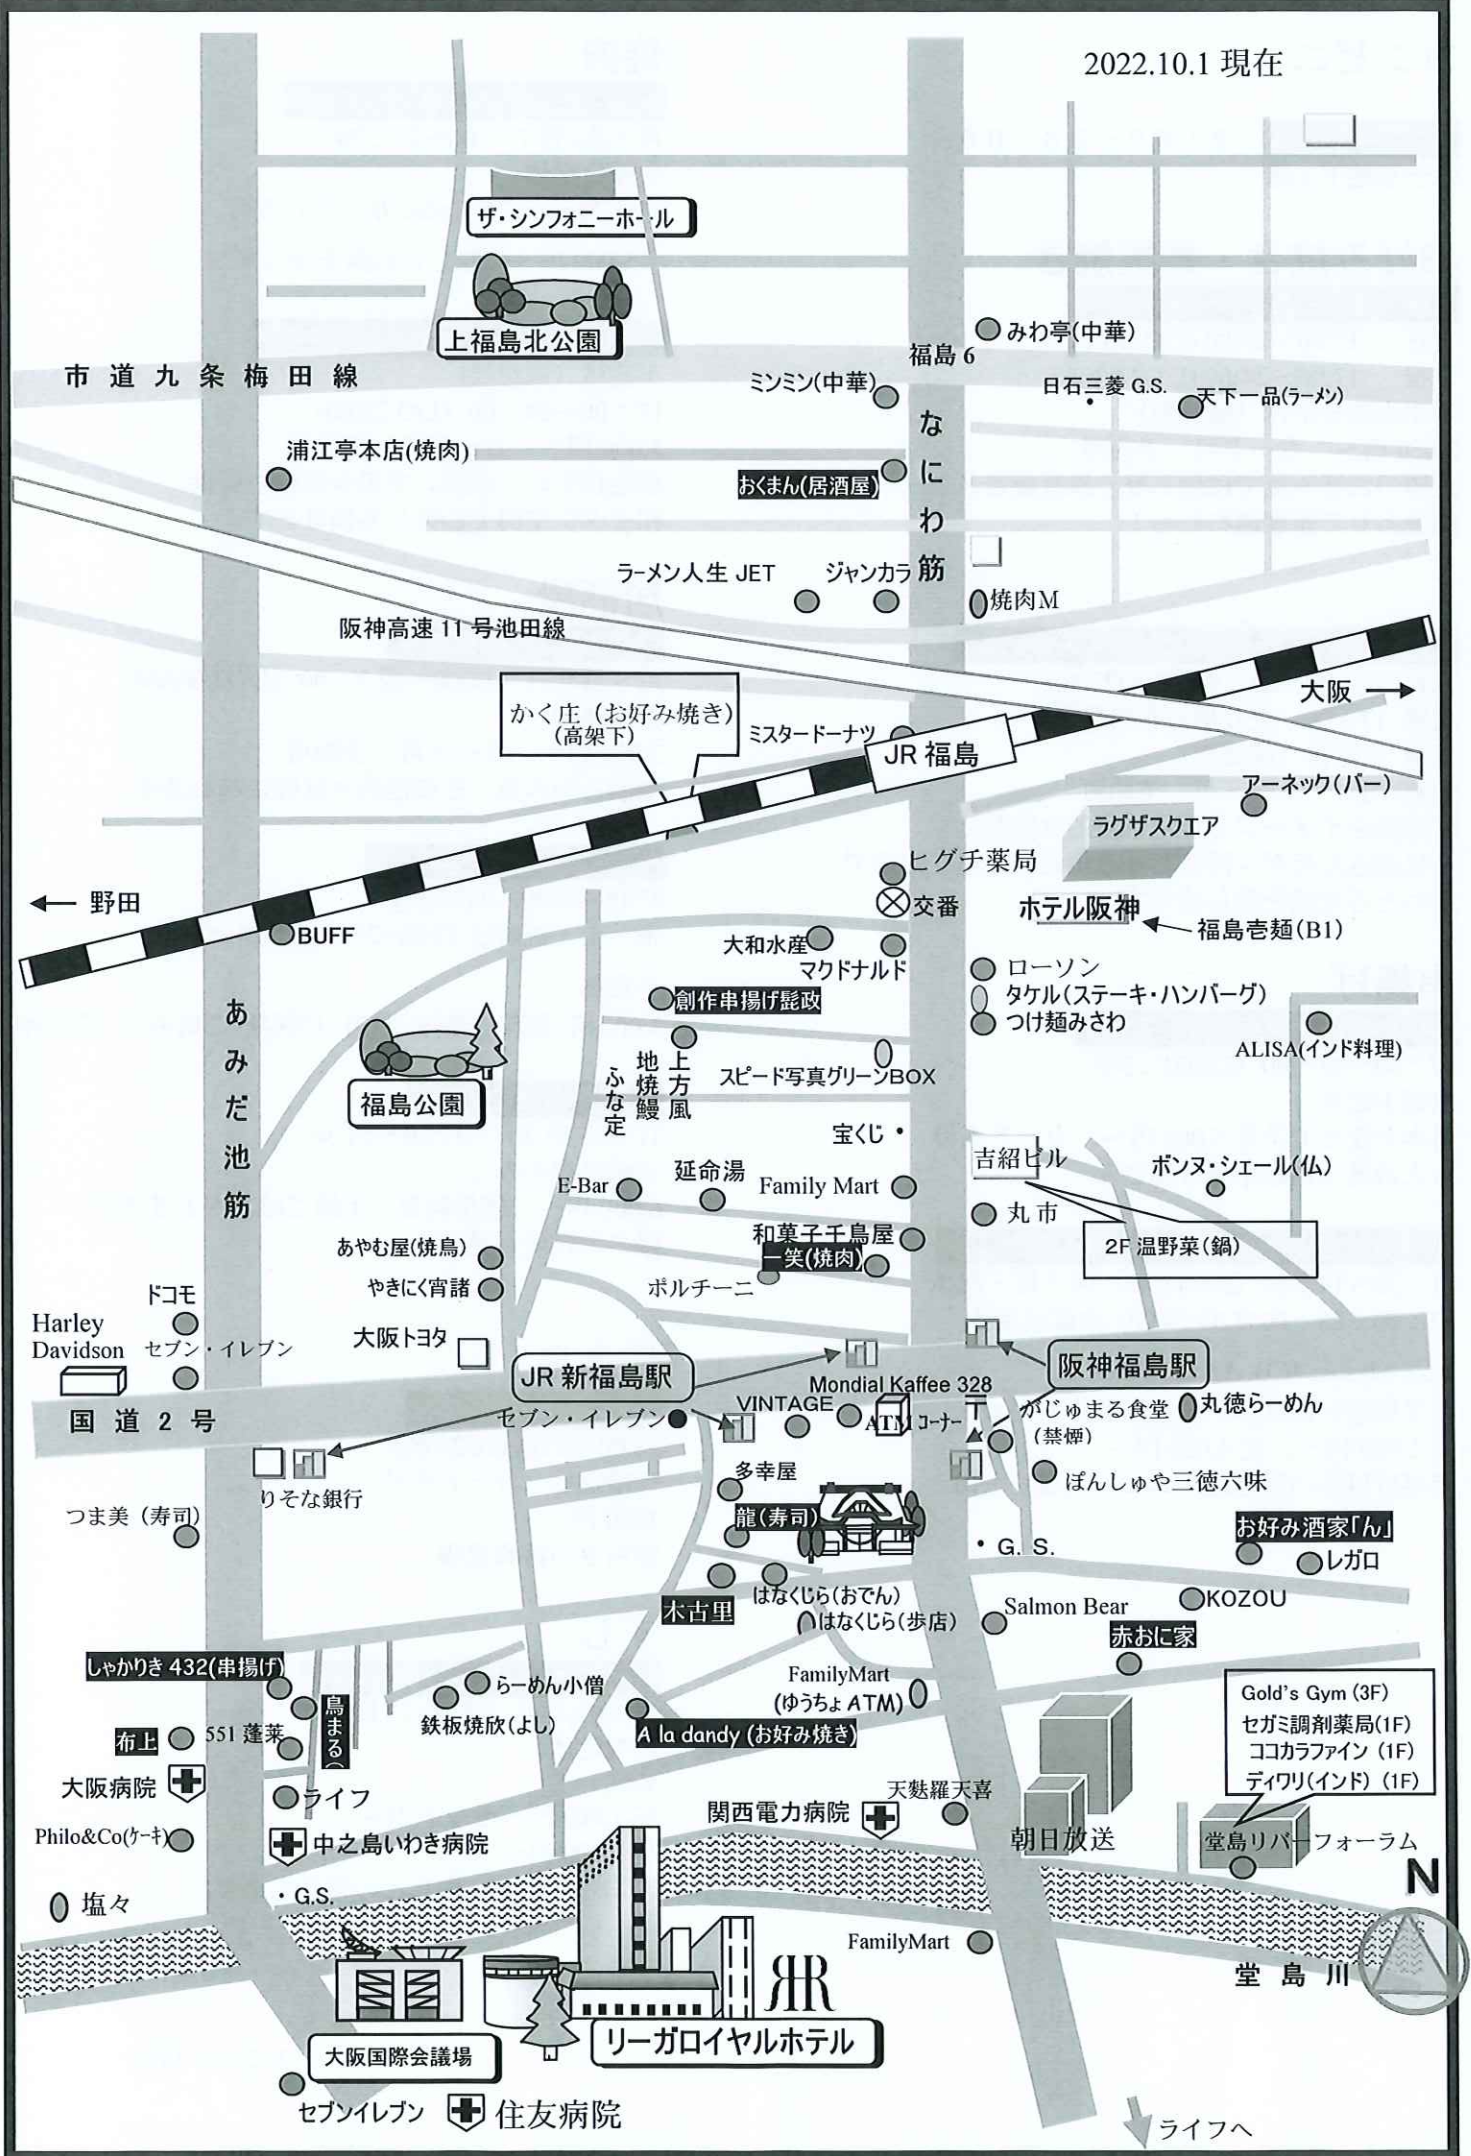 2022.10.1 現在
ザ・シンフォニーホール
上福島北公園
みわ亭(中華)
福島 6
市道九条梅田線
ミンミン(中華)
日石三菱 G.S.
天下一品(ラーメン)
なにわ筋
浦江亭本店(焼肉)
おくまん(居酒屋)
ラーメン人生 JET
ジャンカラ
焼肉M
阪神高速 11 号池田線
大阪
かく庄（お好み焼き）
(高架下)
ミスタードーナツ
JR 福島
アーネック(バー)
ラグザスクエア
ヒグチ薬局
野田
交番
ホテル阪神
福島壱麺(B1)
BUFF
大和水産
マクドナルド
ローソン
タケル(ステーキ・ハンバーグ)
つけ麺みさわ
創作串揚げ髭政
あみだ池筋
ALISA(インド料理)
上方風
地焼鰻
ふな定
スピード写真グリーンBOX
福島公園
宝くじ
吉紹ビル
ボンヌ・シェール(仏)
延命湯
E-Bar
Family Mart
丸市
和菓子千鳥屋
2F 温野菜(鍋)
あやむ屋(焼鳥)
一笑(焼肉)
やきにく宵諸
ポルチーニ
ドコモ
Harley
Davidson
セブン・イレブン
大阪トヨタ
JR 新福島駅
阪神福島駅
Mondial Kaffee 328
国道 2 号
セブン・イレブン
VINTAGE
ATM コーナー
がじゅまる食堂
(禁煙)
丸徳らーめん
多幸屋
ぽんしゅや三徳六味
りそな銀行
つま美（寿司)
龍(寿司)
お好み酒家「ん」
・G. S.
レガロ
はなくじら(おでん)
木古里
はなくじら(歩店)
Salmon Bear
KOZOU
赤おに家
しゃかりき 432(串揚げ)
らーめん小僧
FamilyMart
(ゆうちょ ATM)
Gold's Gym (3F)
セガミ調剤薬局(1F)
ココカラファイン (1F)
ディワリ(インド) (1F)
鉄板焼欣(よし)
鳥まる(
布上
551 蓬莱
A la dandy (お好み焼き)
大阪病院
ライフ
天麩羅天喜
関西電力病院
朝日放送
堂島リバーフォーラム
Philo&Co(ｹｰｷ)
中之島いわき病院
N
・G.S.
塩々
FamilyMart
堂島川
リーガロイヤルホテル
大阪国際会議場
セブンイレブン
住友病院
ライフへ